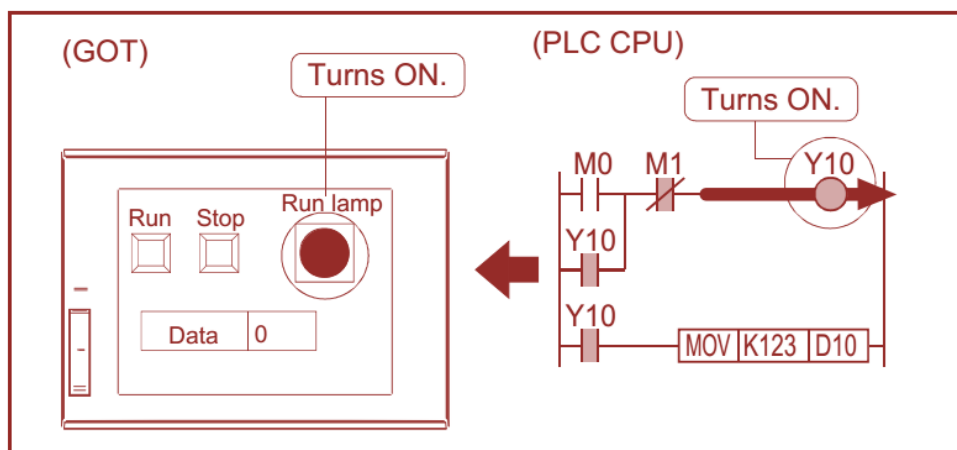 (GOT)
Turns ON.
Run Stop Run lamp
Data 0
(PLC CPU)
Turns ON.
M0 M1 Y10
Y10
Y10
MOV K123 D10